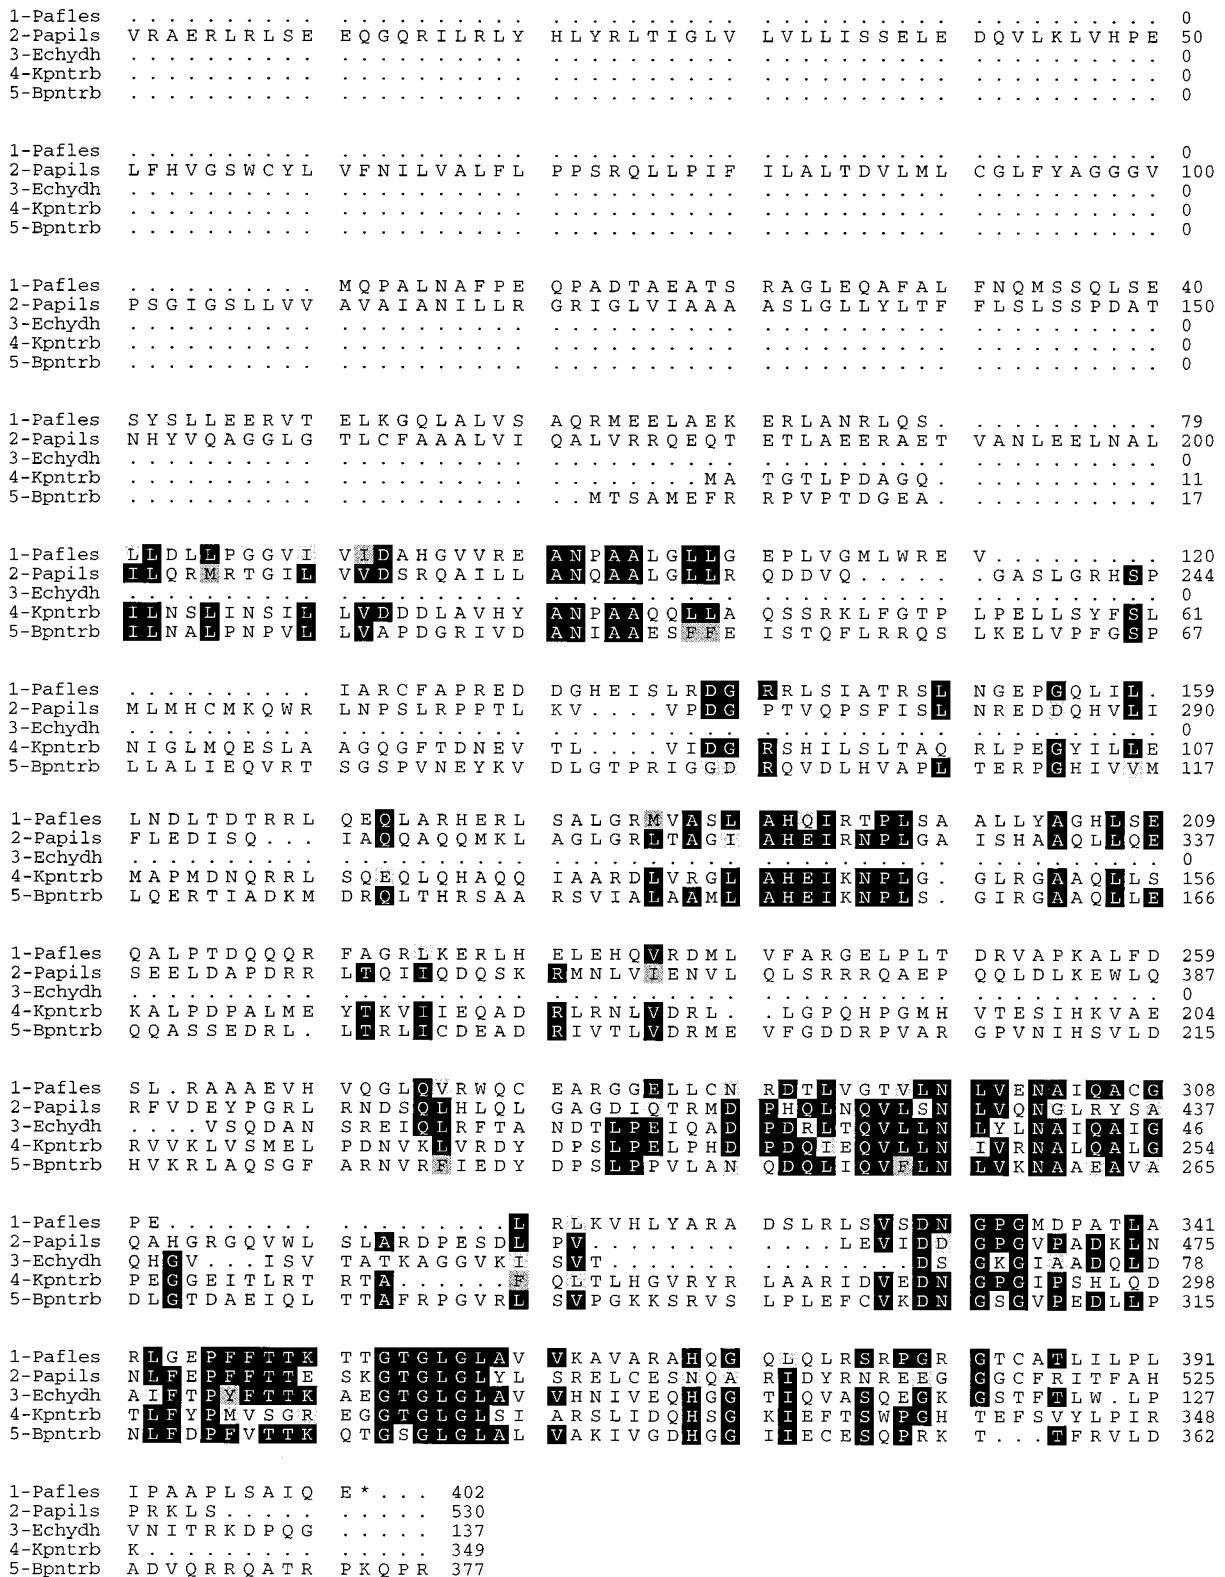 1-Pafles . . . . . . . . . . . . . . . . . . . . . . . . . . . . . . . . . . . . . . . . . . . . . . . . . . 0
2-Papils VRAERLRLSE EQGQRILRLY HLYRLTIGLV LVLLISSELE DQVLKLVHPE 50
3-Echydh . . . . . . . . . . . . . . . . . . . . . . . . . . . . . . . . . . . . . . . . . . . . . . . . . . 0
4-Kpntrb . . . . . . . . . . . . . . . . . . . . . . . . . . . . . . . . . . . . . . . . . . . . . . . . . . 0
5-Bpntrb . . . . . . . . . . . . . . . . . . . . . . . . . . . . . . . . . . . . . . . . . . . . . . . . . . 0
1-Pafles . . . . . . . . . . . . . . . . . . . . . . . . . . . . . . . . . . . . . . . . . . . . . . . . . . 0
2-Papils LFHVGSWCYL VFNILVALFL PPSRQLLPIF ILALTDVLML CGLFYAGGGV 100
3-Echydh . . . . . . . . . . . . . . . . . . . . . . . . . . . . . . . . . . . . . . . . . . . . . . . . . . 0
4-Kpntrb . . . . . . . . . . . . . . . . . . . . . . . . . . . . . . . . . . . . . . . . . . . . . . . . . . 0
5-Bpntrb . . . . . . . . . . . . . . . . . . . . . . . . . . . . . . . . . . . . . . . . . . . . . . . . . . 0
1-Pafles .......... MQPALNAFPE QPADTAEATS RAGLEQAFAL FNQMSSQLSE 40
2-Papils PSGIGSLLVV AVAIANILLR GRIGLVIAAA ASLGLLYLTF FLSLSSPDAT 150
3-Echydh . . . . . . . . . . . . . . . . . . . . . . . . . . . . . . . . . . . . . . . . . . . . . . . . . . 0
4-Kpntrb . . . . . . . . . . . . . . . . . . . . . . . . . . . . . . . . . . . . . . . . . . . . . . . . . . 0
5-Bpntrb . . . . . . . . . . . . . . . . . . . . . . . . . . . . . . . . . . . . . . . . . . . . . . . . . . 0
1-Pafles SYSLLEERVT ELKGQLALVS AQRMEELAEK ERLANRLQS. .......... 79
2-Papils NHYVQAGGLG TLCFAAALVI QALVRRQEQT ETLAEERAET VANLEELNAL 200
3-Echydh .......... .......... .......... .......... .......... 0
4-Kpntrb .......... .......... ........MA TGTLPDAGQ. .......... 11
5-Bpntrb .......... .......... ..MTSAMEFR RPVPTDGEA. .......... 17
1-Pafles LLDLLPGGVI VIDAHGVVRE ANPAALGLLG EPLVGMLWRE V......... 120
2-Papils ILQRMRTGIL VVDSRQAILL ANQAALGLLR QDDVQ..... .GASLGRHSP 244
3-Echydh .......... .......... .......... .......... .......... 0
4-Kpntrb ILNSLINSIL LVDDDLAVHY ANPAAQQLLA QSSRKLFGTP LPELLSYFSL 61
5-Bpntrb ILNALPNPVL LVAPDGRIVD ANIAAESFFE ISTQFLRRQS LKELVPFGSP 67
1-Pafles .......... IARCFAPRED DGHEISLRDG RRLSIATRSL NGEPGQLIL. 159
2-Papils MLMHCMKQWR LNPSLRPPTL KV....VPDG PTVQPSFISL NREDDQHVLI 290
3-Echydh .......... .......... .......... .......... .......... 0
4-Kpntrb NIGLMQESLA AGQGFTDNEV TL....VIDG RSHILSLTAQ RLPEGYILLE 107
5-Bpntrb LLALIEQVRT SGSPVNEYKV DLGTPRIGGD RQVDLHVAPL TERPGHIVVM 117
1-Pafles LNDLTDTRRL QEQLARHERL SALGRMVASL AHQIRTPLSA ALLYAGHLSE 209
2-Papils FLEDISQ... IAQQAQQMKL AGLGRLTAGI AHEIRNPLGA ISHAAQLLQE 337
3-Echydh .......... .......... .......... .......... .......... 0
4-Kpntrb MAPMDNQRRL SQEQLQHAQQ IAARDLVRGL AHEIKNPLG. GLRGAAQLLS 156
5-Bpntrb LQERTIADKM DRQLTHRSAA RSVIALAAML AHEIKNPLS. GIRGAAQLLE 166
1-Pafles QALPTDQQQR FAGRLKERLH ELEHQVRDML VFARGELPLT DRVAPKALFD 259
2-Papils SEELDAPDRR LTQIIQDQSK RMNLVIENVL QLSRRRQAEP QQLDLKEWLQ 387
3-Echydh .......... .......... .......... .......... .......... 0
4-Kpntrb KALPDPALME YTKVIIEQAD RLRNLVDRL. .LGPQHPGMH VTESIHKVAE 204
5-Bpntrb QQASSEDRL. LTRLICDEAD RIVTLVDRME VFGDDRPVAR GPVNIHSVLD 215
1-Pafles SL.RAAAEVH VQGLQVRWQC EARGGELLCN RDTLVGTVLN LVENAIQACG 308
2-Papils RFVDEYPGRL RNDSQLHLQL GAGDIQTRMD PHQLNQVLSN LVQNGLRYSA 437
3-Echydh ....VSQDAN SREIQLRFTA NDTLPEIQAD PDRLTQVLLN LYLNAIQAIG 46
4-Kpntrb RVVKLVSMEL PDNVKLVRDY DPSLPELPHD PDQIEQVLLN IVRNALQALG 254
5-Bpntrb HVKRLAQSGF ARNVRFIEDY DPSLPPVLAN QDQLIQVFLN LVKNAAEAVA 265
1-Pafles PE........ .........L RLKVHLYARA DSLRLSVSDN GPGMDPATLA 341
2-Papils QAHGRGQVWL SLARDPESDL PV........ ....LEVIDD GPGVPADKLN 475
3-Echydh QHGV...ISV TATKAGGVKI SVT....... ........DS GKGIAADQLD 78
4-Kpntrb PEGGEITLRT RTA......F QLTLHGVRYR LAARIDVEDN GPGIPSHLQD 298
5-Bpntrb DLGTDAEIQL TTAFRPGVRL SVPGKKSRVS LPLEFCVKDN GSGVPEDLLP 315
1-Pafles RLGEPFFTTK TTGTGLGLAV VKAVARAHQG QLQLRSRPGR GTCATLILPL 391
2-Papils NLFEPFFTTE SKGTGLGLYL SRELCESNQA RIDYRNREEG GGCFRITFAH 525
3-Echydh AIFTPYFTTK AEGTGLGLAV VHNIVEQHGG TIQVASQEGK GSTFTLW.LP 127
4-Kpntrb TLFYPMVSGR EGGTGLGLSI ARSLIDQHSG KIEFTSWPGH TEFSVYLPIR 348
5-Bpntrb NLFDPFVTTK QTGSGLGLAL VAKIVGDHGG IIECESQPRK T...TFRVLD 362
1-Pafles IPAAPLSAIQ E*... 402
2-Papils PRKLS..... ..... 530
3-Echydh VNITRKDPQG ..... 137
4-Kpntrb K......... ..... 349
5-Bpntrb ADVQRRQATR PKQPR 377